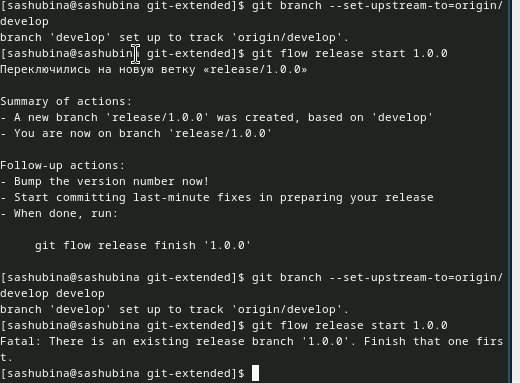 [sashubina@sashubina git-extended]$ git branch --set-upstream-to=origin/
develop
branch 'develop' set up to track 'origin/develop'.
[sashubina@sashubina git-extended]$ git flow release start 1.0.0
Переключились на новую ветку «release/1.0.0»
Summary of actions:
- A new branch 'release/1.0.0' was created, based on 'develop'
- You are now on branch 'release/1.0.0'
Follow-up actions:
- Bump the version number now!
- Start committing last-minute fixes in preparing your release
- When done, run:
git flow release finish '1.0.0'
[sashubina@sashubina git-extended]$ git branch --set-upstream-to=origin/
develop develop
branch 'develop' set up to track 'origin/develop'.
[sashubina@sashubina git-extended]$ git flow release start 1.0.0
Fatal: There is an existing release branch '1.0.0'. Finish that one firs
t.
[sashubina@sashubina git-extended]$